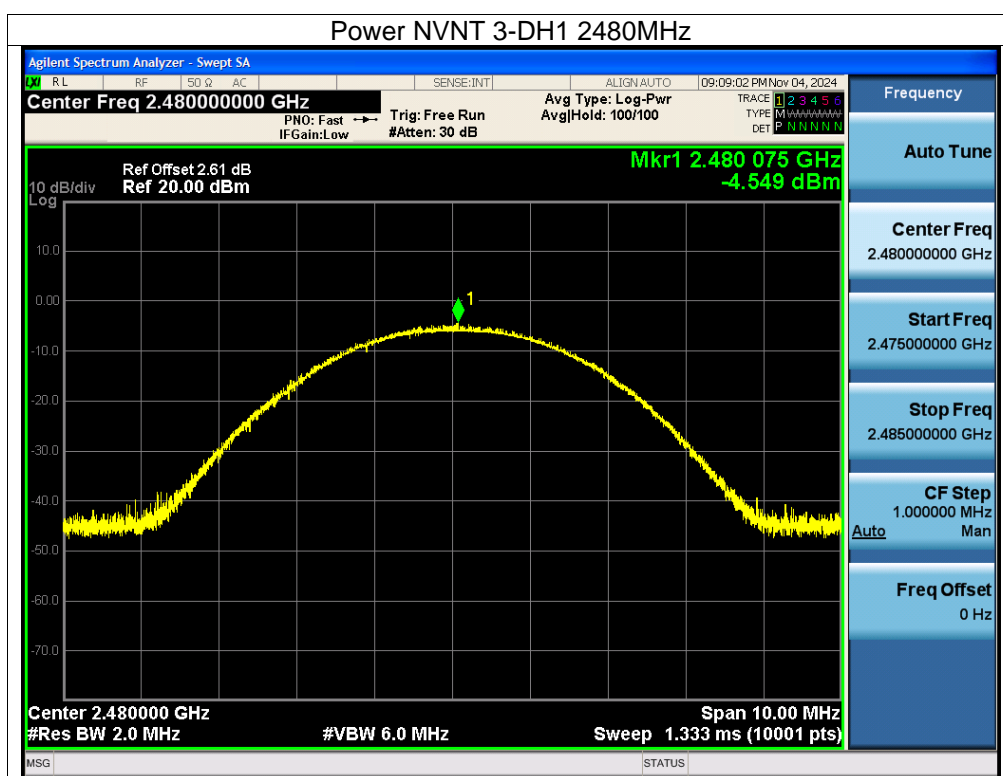 Power NVNT 3-DH1 2480MHz
Agilent Spectrum Analyzer - Swept SA
LXI RL RF 50 Ω AC SENSE:INT ALIGN AUTO 09:09:02 PM Nov 04, 2024
Center Freq 2.480000000 GHz
PNO: Fast
IFGain:Low
Trig: Free Run
#Atten: 30 dB
Avg Type: Log-Pwr
Avg|Hold: 100/100
TRACE 1 2 3 4 5 6
TYPE M W W W W W
DET P N N N N N
Frequency
Mkr1 2.480 075 GHz
-4.549 dBm
Ref Offset 2.61 dB
10 dB/div Ref 20.00 dBm
Log
10.0
0.00
-10.0
-20.0
-30.0
-40.0
-50.0
-60.0
-70.0
1
Center 2.480000 GHz Span 10.00 MHz
#Res BW 2.0 MHz #VBW 6.0 MHz Sweep 1.333 ms (10001 pts)
Auto Tune
Center Freq
2.480000000 GHz
Start Freq
2.475000000 GHz
Stop Freq
2.485000000 GHz
CF Step
1.000000 MHz
Auto Man
Freq Offset
0 Hz
MSG STATUS